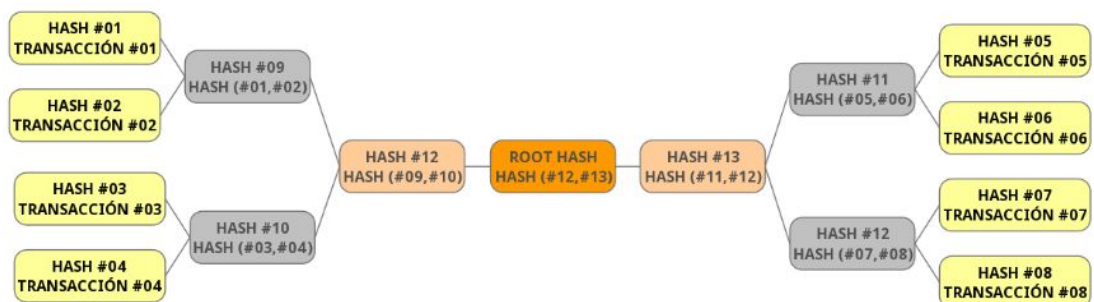 HASH #01
TRANSACCIÓN #01
HASH #02
TRANSACCIÓN #02
HASH #03
TRANSACCIÓN #03
HASH #04
TRANSACCIÓN #04
HASH #09
HASH (#01,#02)
HASH #10
HASH (#03,#04)
HASH #12
HASH (#09,#10)
ROOT HASH
HASH (#12,#13)
HASH #13
HASH (#11,#12)
HASH #11
HASH (#05,#06)
HASH #12
HASH (#07,#08)
HASH #05
TRANSACCIÓN #05
HASH #06
TRANSACCIÓN #06
HASH #07
TRANSACCIÓN #07
HASH #08
TRANSACCIÓN #08